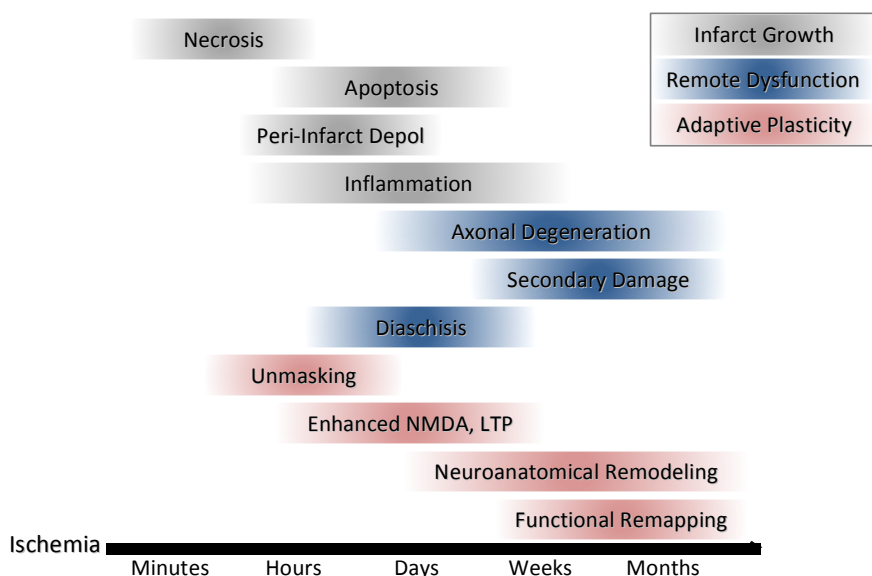 Necrosis
Infarct Growth
Apoptosis
Remote Dysfunction
Peri-Infarct Depol
Adaptive Plasticity
Inflammation
Axonal Degeneration
Secondary Damage
Diaschisis
Unmasking
Enhanced NMDA, LTP
Neuroanatomical Remodeling
Functional Remapping
Ischemia
Minutes Hours Days Weeks Months